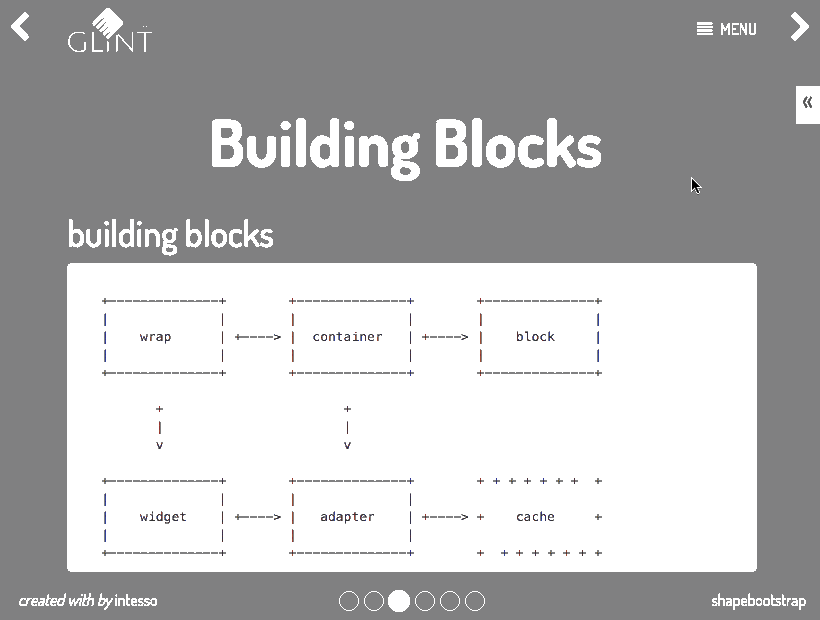 GLiNT
MENU
«
Building Blocks
building blocks
+---------------+ +---------------+ +---------------+
| | | | | |
| wrap | +----> | container | +----> | block |
| | | | | |
+---------------+ +---------------+ +---------------+
+ +
| |
v v
+---------------+ +---------------+ + + + + + + + +
| | | |
| widget | +----> | adapter | +----> + cache +
| | | |
+---------------+ +---------------+ + + + + + + + +
created with by intesso
shapebootstrap